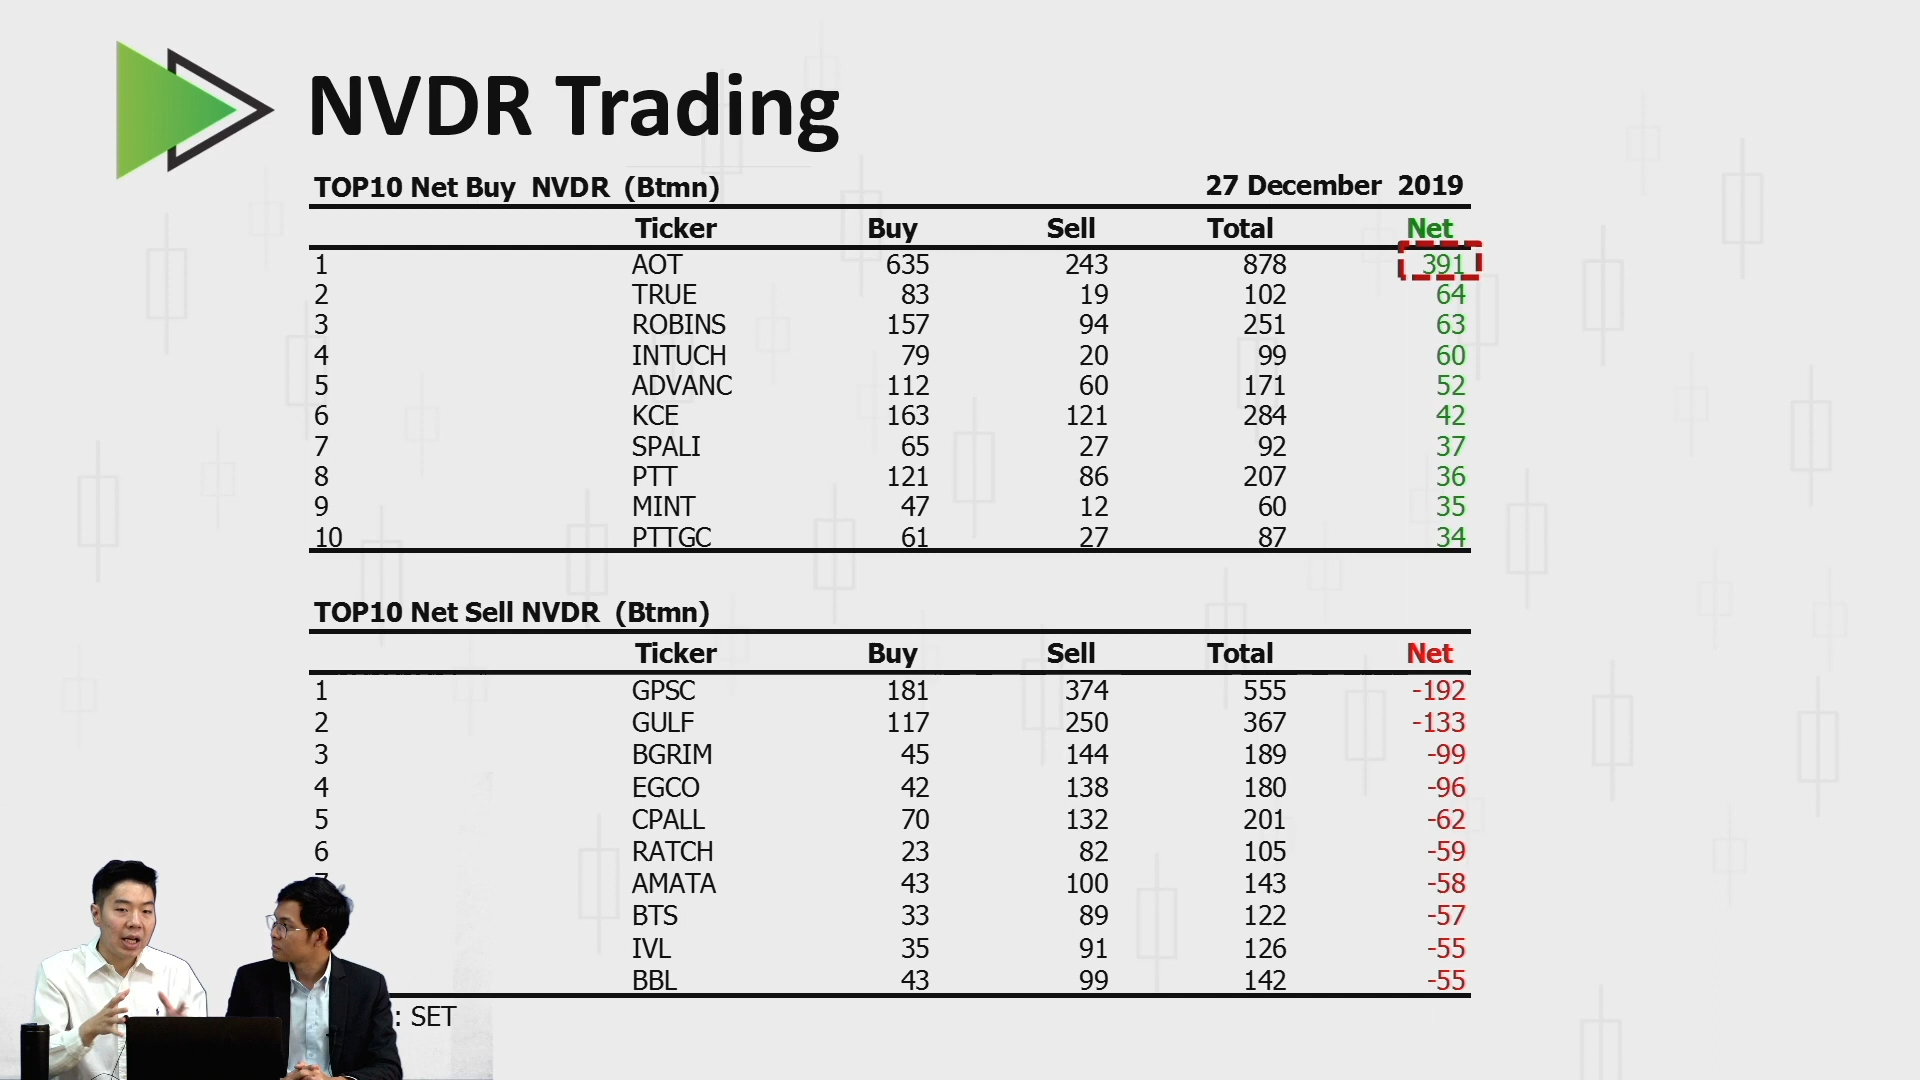 NVDR Trading
TOP10 Net Buy NVDR (Btmn) 27 December 2019
Ticker Buy Sell Total Net
1 AOT 635 243 878 391
2 TRUE 83 19 102 64
3 ROBINS 157 94 251 63
4 INTUCH 79 20 99 60
5 ADVANC 112 60 171 52
6 KCE 163 121 284 42
7 SPALI 65 27 92 37
8 PTT 121 86 207 36
9 MINT 47 12 60 35
10 PTTGC 61 27 87 34
TOP10 Net Sell NVDR (Btmn)
Ticker Buy Sell Total Net
1 GPSC 181 374 555 -192
2 GULF 117 250 367 -133
3 BGRIM 45 144 189 -99
4 EGCO 42 138 180 -96
5 CPALL 70 132 201 -62
6 RATCH 23 82 105 -59
AMATA 43 100 143 -58
BTS 33 89 122 -57
IVL 35 91 126 -55
BBL 43 99 142 -55
: SET